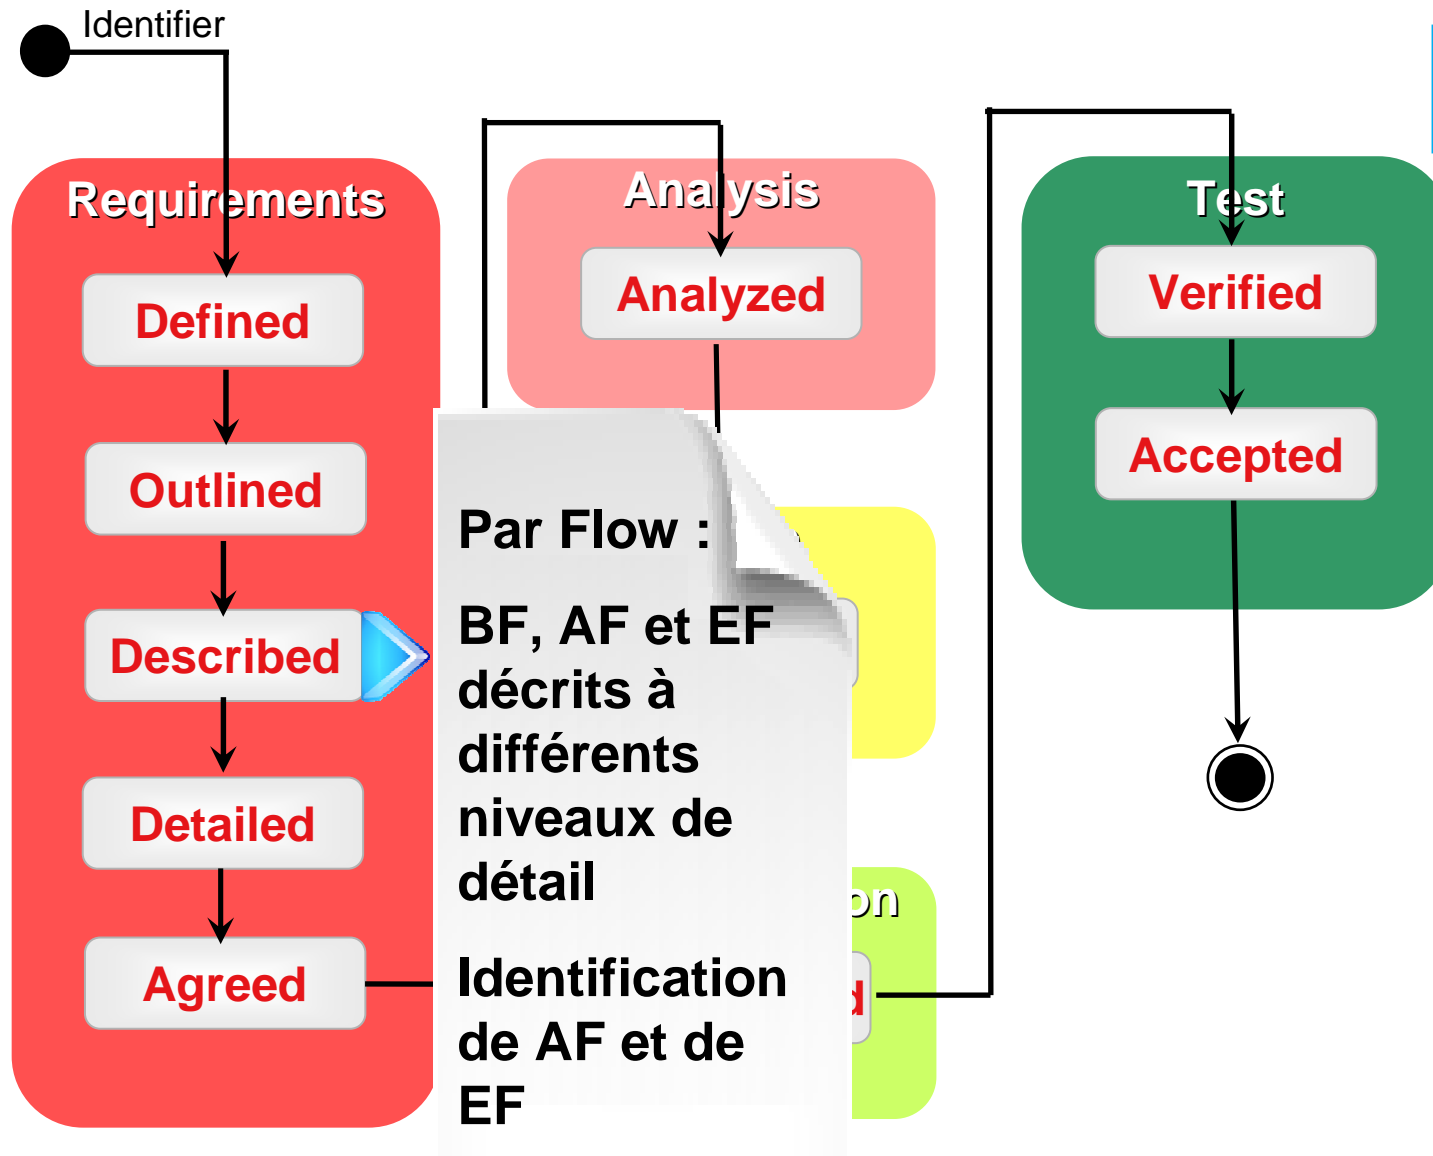 Identifier
Requirements
Defined
Outlined
Described
Detailed
Agreed
Analysis
Analyzed
Par Flow :
BF, AF et EF
décrits à
différents
niveaux de
détail
Identification
de AF et de
EF
Test
Verified
Accepted